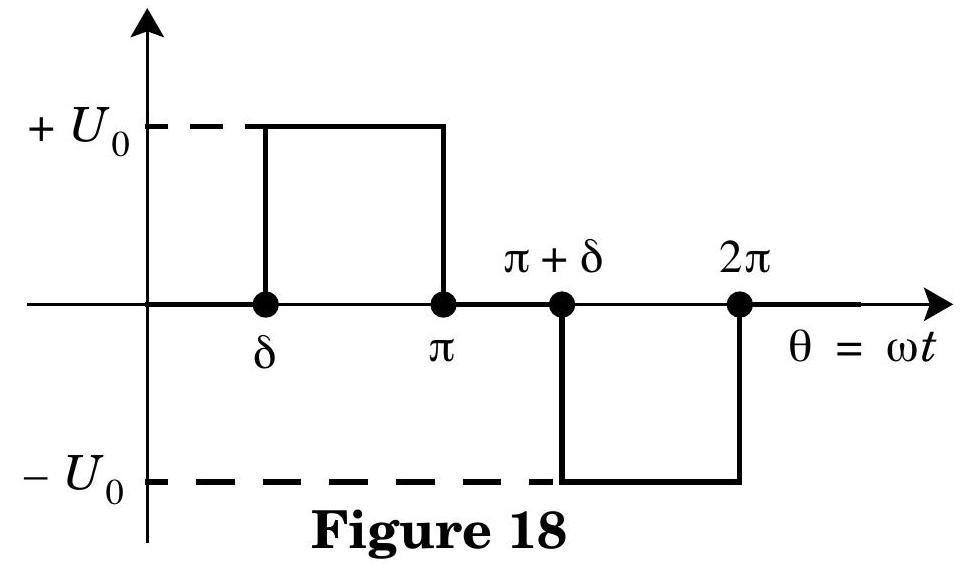 + U₀
π + δ 2π
δ π
θ = ωt
− U₀
Figure 18